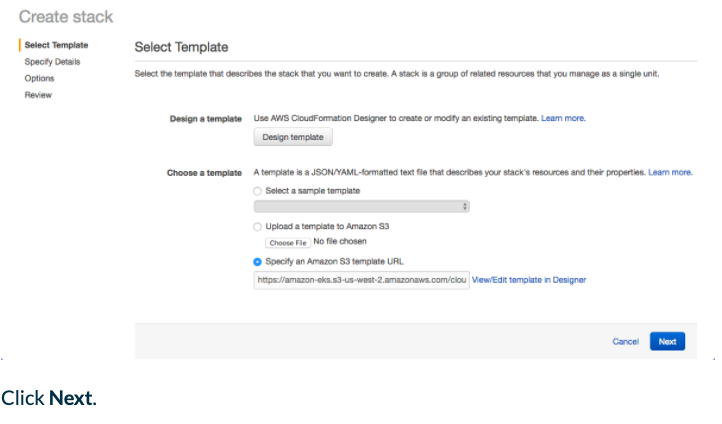 Create stack
Select Template
Specify Details
Options
Review
Select Template
Select the template that describes the stack that you want to create. A stack is a group of related resources that you manage as a single unit.
Design a template
Use AWS CloudFormation Designer to create or modify an existing template. Learn more.
Design template
Choose a template
A template is a JSON/YAML-formatted text file that describes your stack's resources and their properties. Learn more.
Select a sample template
Upload a template to Amazon S3
Choose File No file chosen
Specify an Amazon S3 template URL
https://amazon-eks.s3-us-west-2.amazonaws.com/clou View/Edit template in Designer
Cancel Next
Click Next.